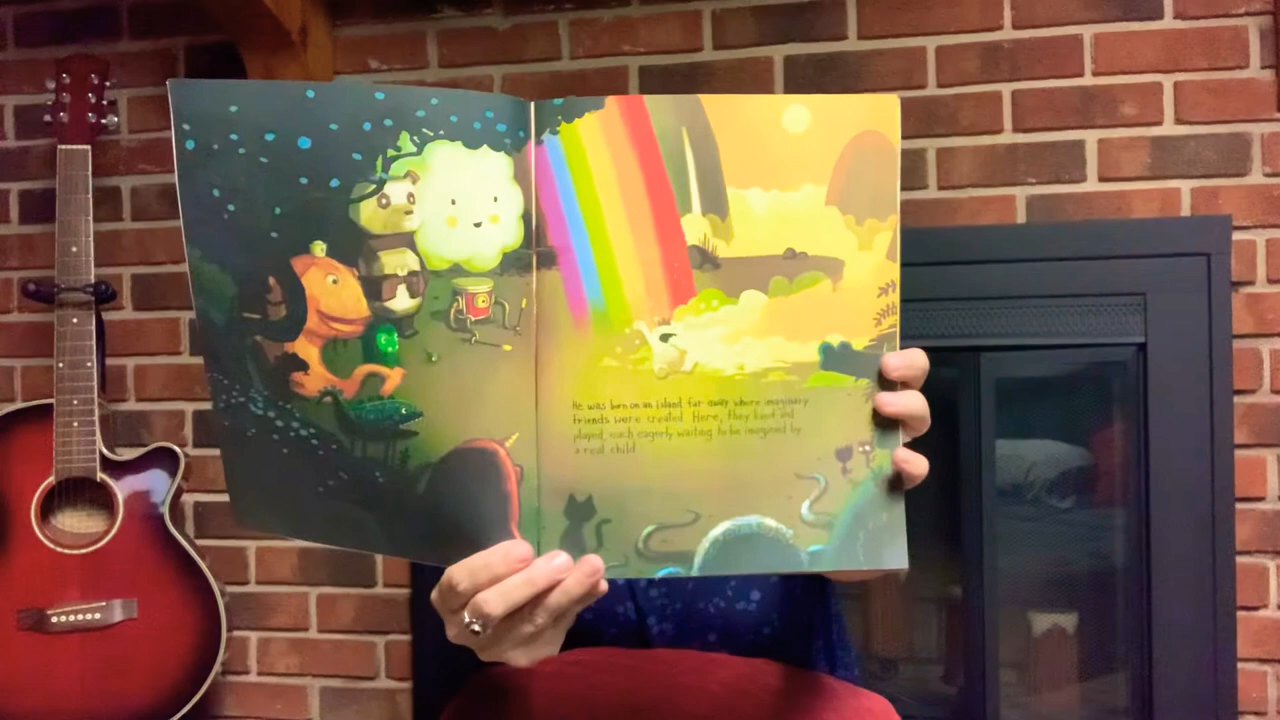 He was born on an island far away where imaginary
friends were created. Here, they lived and
played, each eagerly waiting to be imagined by
a real child.